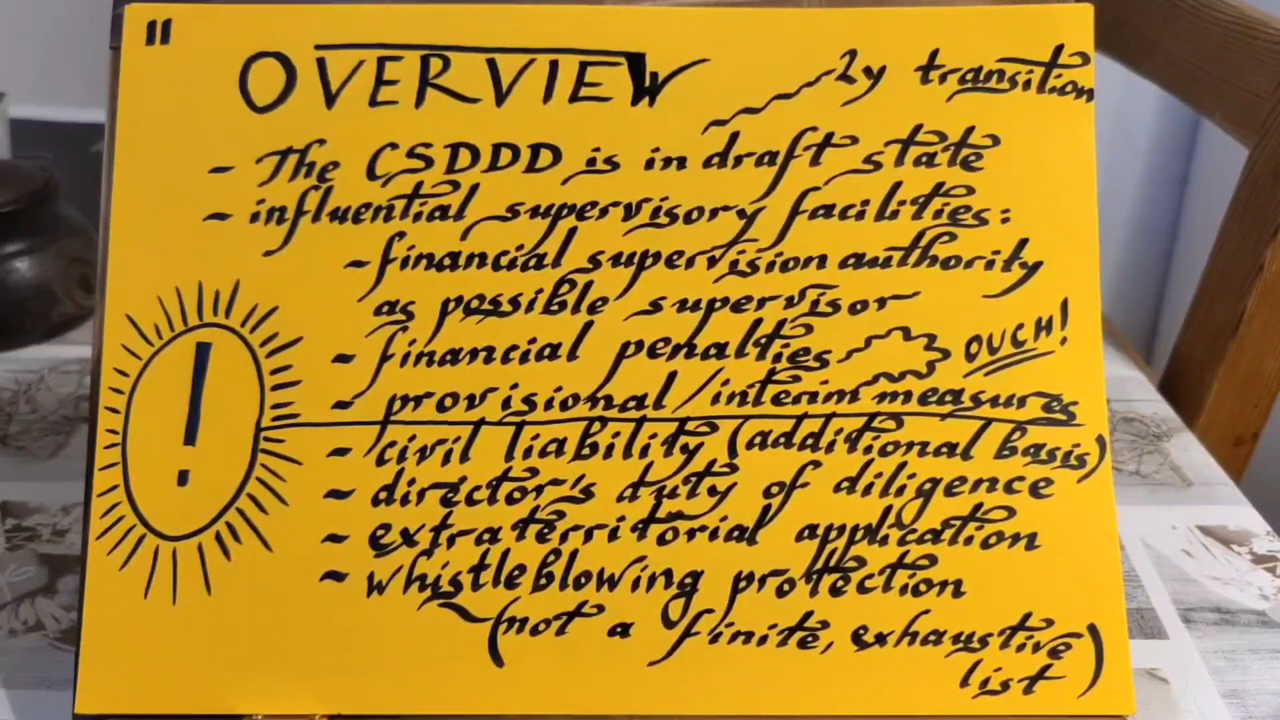 "
OVERVIEW
2y transition
- The CSDDD is in draft state
- influential supervisory facilities:
- financial supervision authority
as possible supervisor
- financial penalties
OUCH!
- provisional/interim measures
!
- civil liability (additional basis)
- director's duty of diligence
- extraterritorial application
- whistleblowing protection
(not a finite, exhaustive
list)